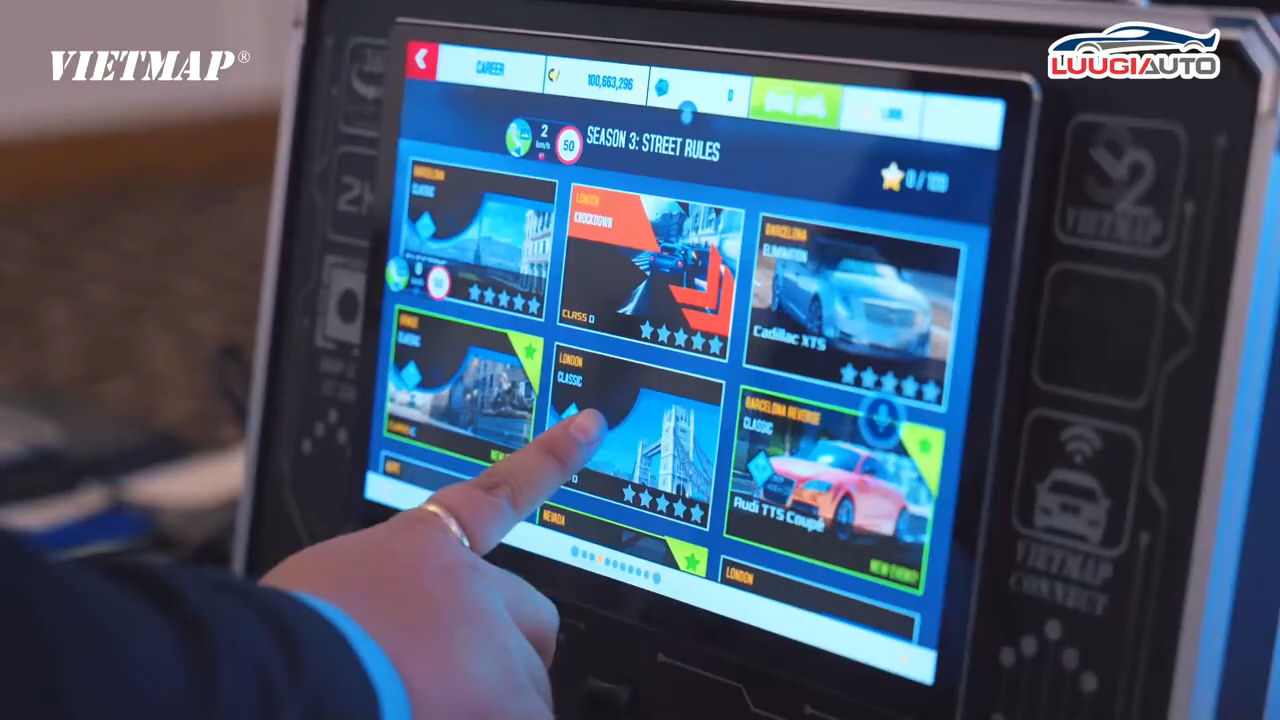 VIETMAP®
LUUGIAUTO
CAREER
100,663,296
0
2
km/h
50
SEASON 3: STREET RULES
0 / 120
BARCELONA
CLASSIC
LONDON
KNOCKDOWN
CLASS D
BARCELONA
ELIMINATION
Cadillac XTS
CLASSIC
LONDON
CLASSIC
BARCELONA REVERSE
CLASSIC
Audi TTS Coupé
NEW EVENT!
NEVADA
LONDON
VIETMAP
VIETMAP
CONNECT